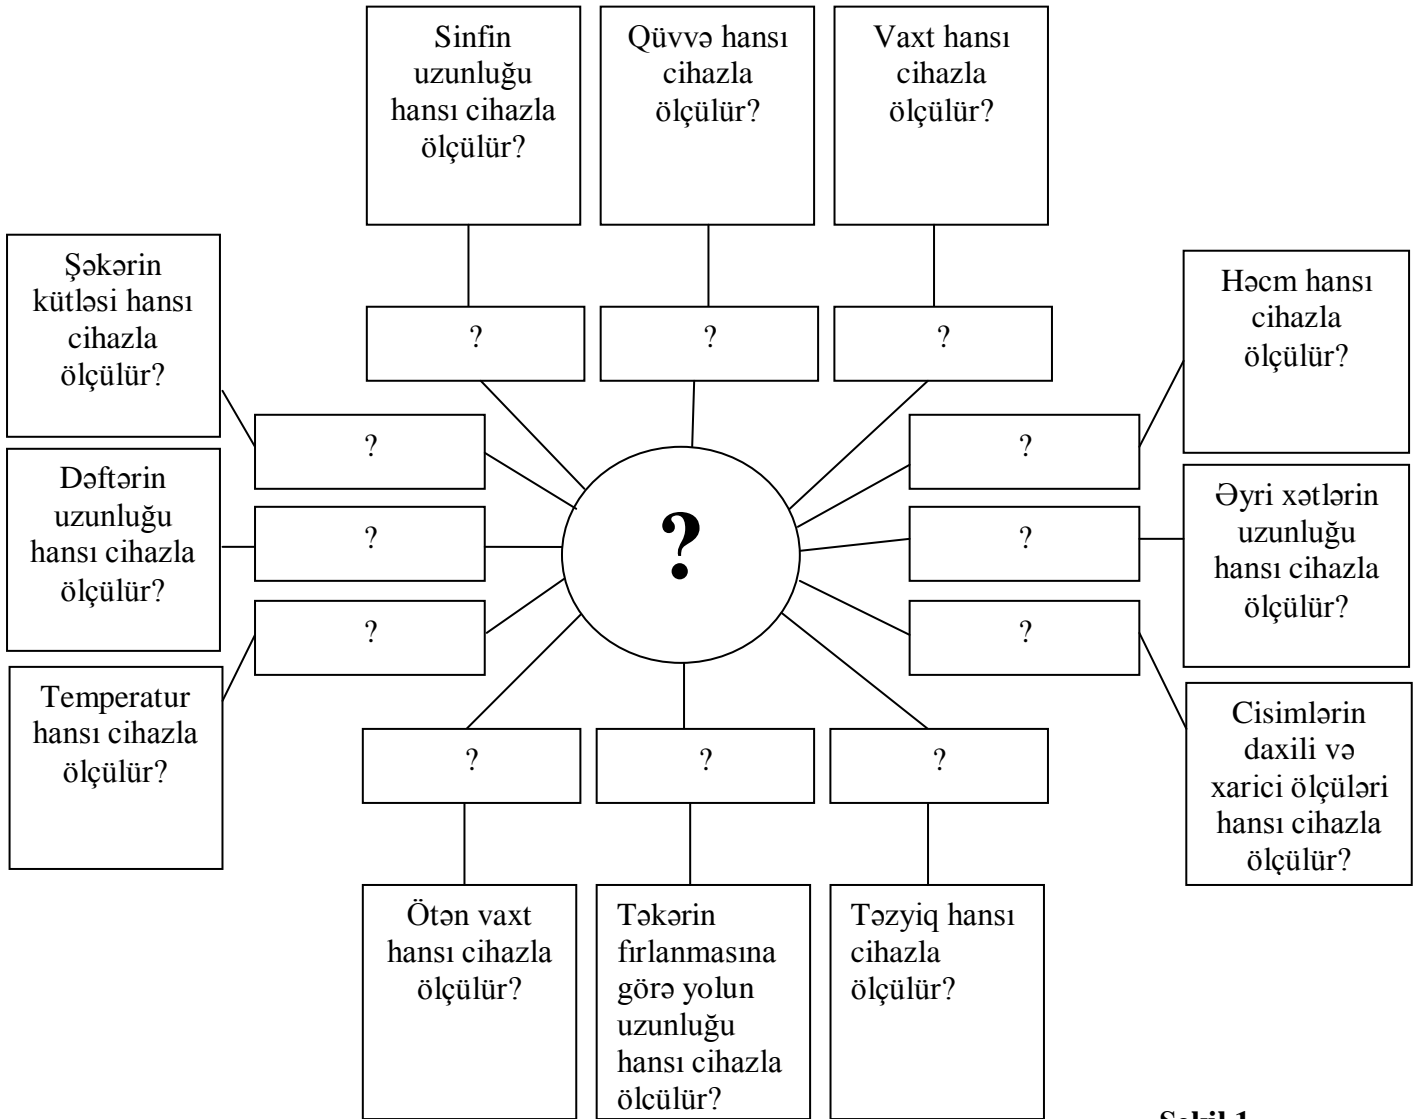 Sinfin
uzunluğu
hansı cihazla
ölçülür?
Qüvvə hansı
cihazla
ölçülür?
Vaxt hansı
cihazla
ölçülür?
?
?
?
Şəkərin
kütləsi hansı
cihazla
ölçülür?
Həcm hansı
cihazla
ölçülür?
?
?
Dəftərin
uzunluğu
hansı cihazla
ölçülür?
?
?
?
Əyri xətlərin
uzunluğu
hansı cihazla
ölçülür?
?
?
Temperatur
hansı cihazla
ölçülür?
Cisimlərin
daxili və
xarici ölçüləri
hansı cihazla
ölçülür?
?
?
?
Ötən vaxt
hansı cihazla
ölçülür?
Təkərin
fırlanmasına
görə yolun
uzunluğu
hansı cihazla
ölcülür?
Təzyiq hansı
cihazla
ölçülür?
Şəkil 1